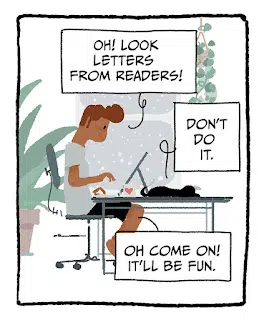 OH! LOOK
LETTERS
FROM READERS!
DON'T
DO
IT.
OH COME ON!
IT'LL BE FUN.